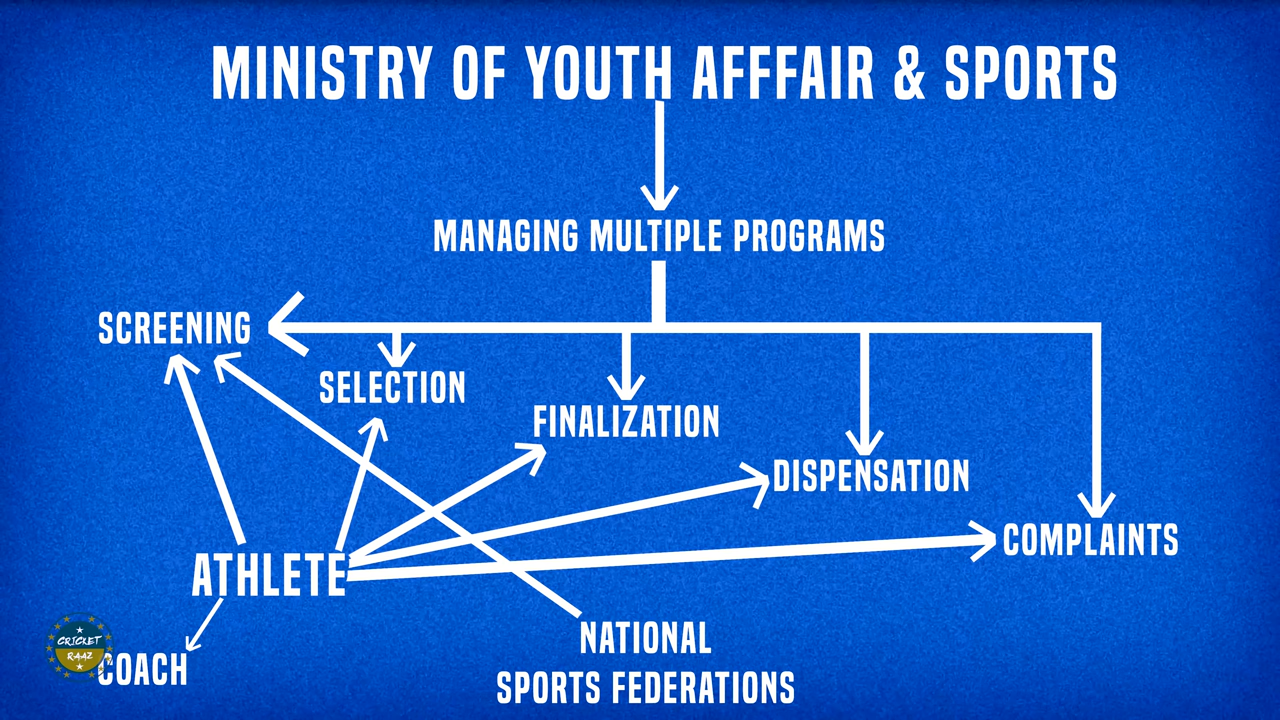 MINISTRY OF YOUTH AFFFAIR & SPORTS
MANAGING MULTIPLE PROGRAMS
SCREENING
SELECTION
FINALIZATION
DISPENSATION
COMPLAINTS
ATHLETE
COACH
NATIONAL
SPORTS FEDERATIONS
CRICKET
RAAZ